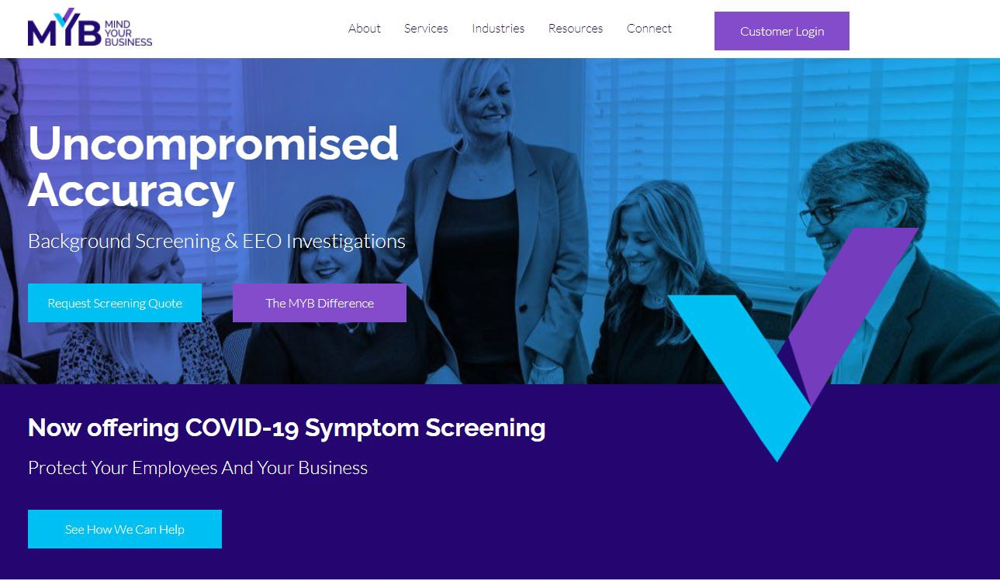 MYB MIND
YOUR
BUSINESS
About Services Industries Resources Connect
Customer Login
Uncompromised
Accuracy
Background Screening & EEO Investigations
Request Screening Quote The MYB Difference
Now offering COVID-19 Symptom Screening
Protect Your Employees And Your Business
See How We Can Help